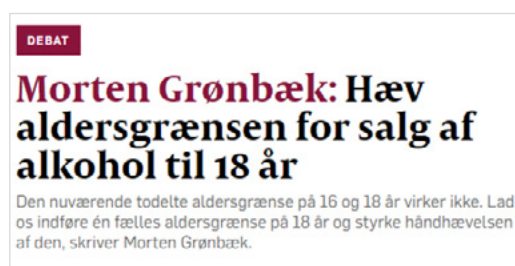 DEBAT
Morten Grønbæk: Hæv
aldersgrænsen for salg af
alkohol til 18 år
Den nuværende todelte aldersgrænse på 16 og 18 år virker ikke. Lad
os indføre én fælles aldersgrænse på 18 år og styrke håndhævelsen
af den, skriver Morten Grønbæk.